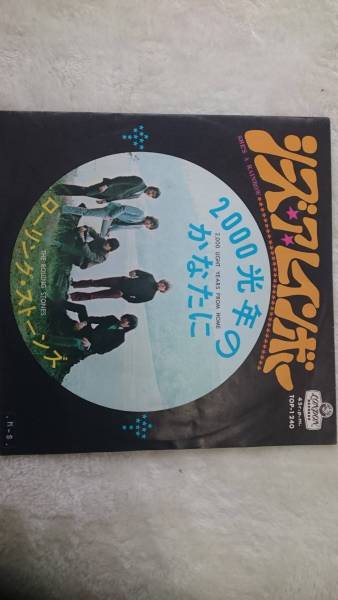 シーズ・ア・レインボー
SHE'S A RAINBOW
2000光年の
かなたに
2,000 LIGHT YEARS FROM HOME
ローリング・ストーンズ
THE ROLLING STONES
LONDON
45-r.p.m.
TOP-1240